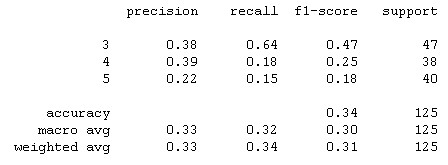 precision recall f1-score support
3 0.38 0.64 0.47 47
4 0.39 0.18 0.25 38
5 0.22 0.15 0.18 40
accuracy 0.34 125
macro avg 0.33 0.32 0.30 125
weighted avg 0.33 0.34 0.31 125